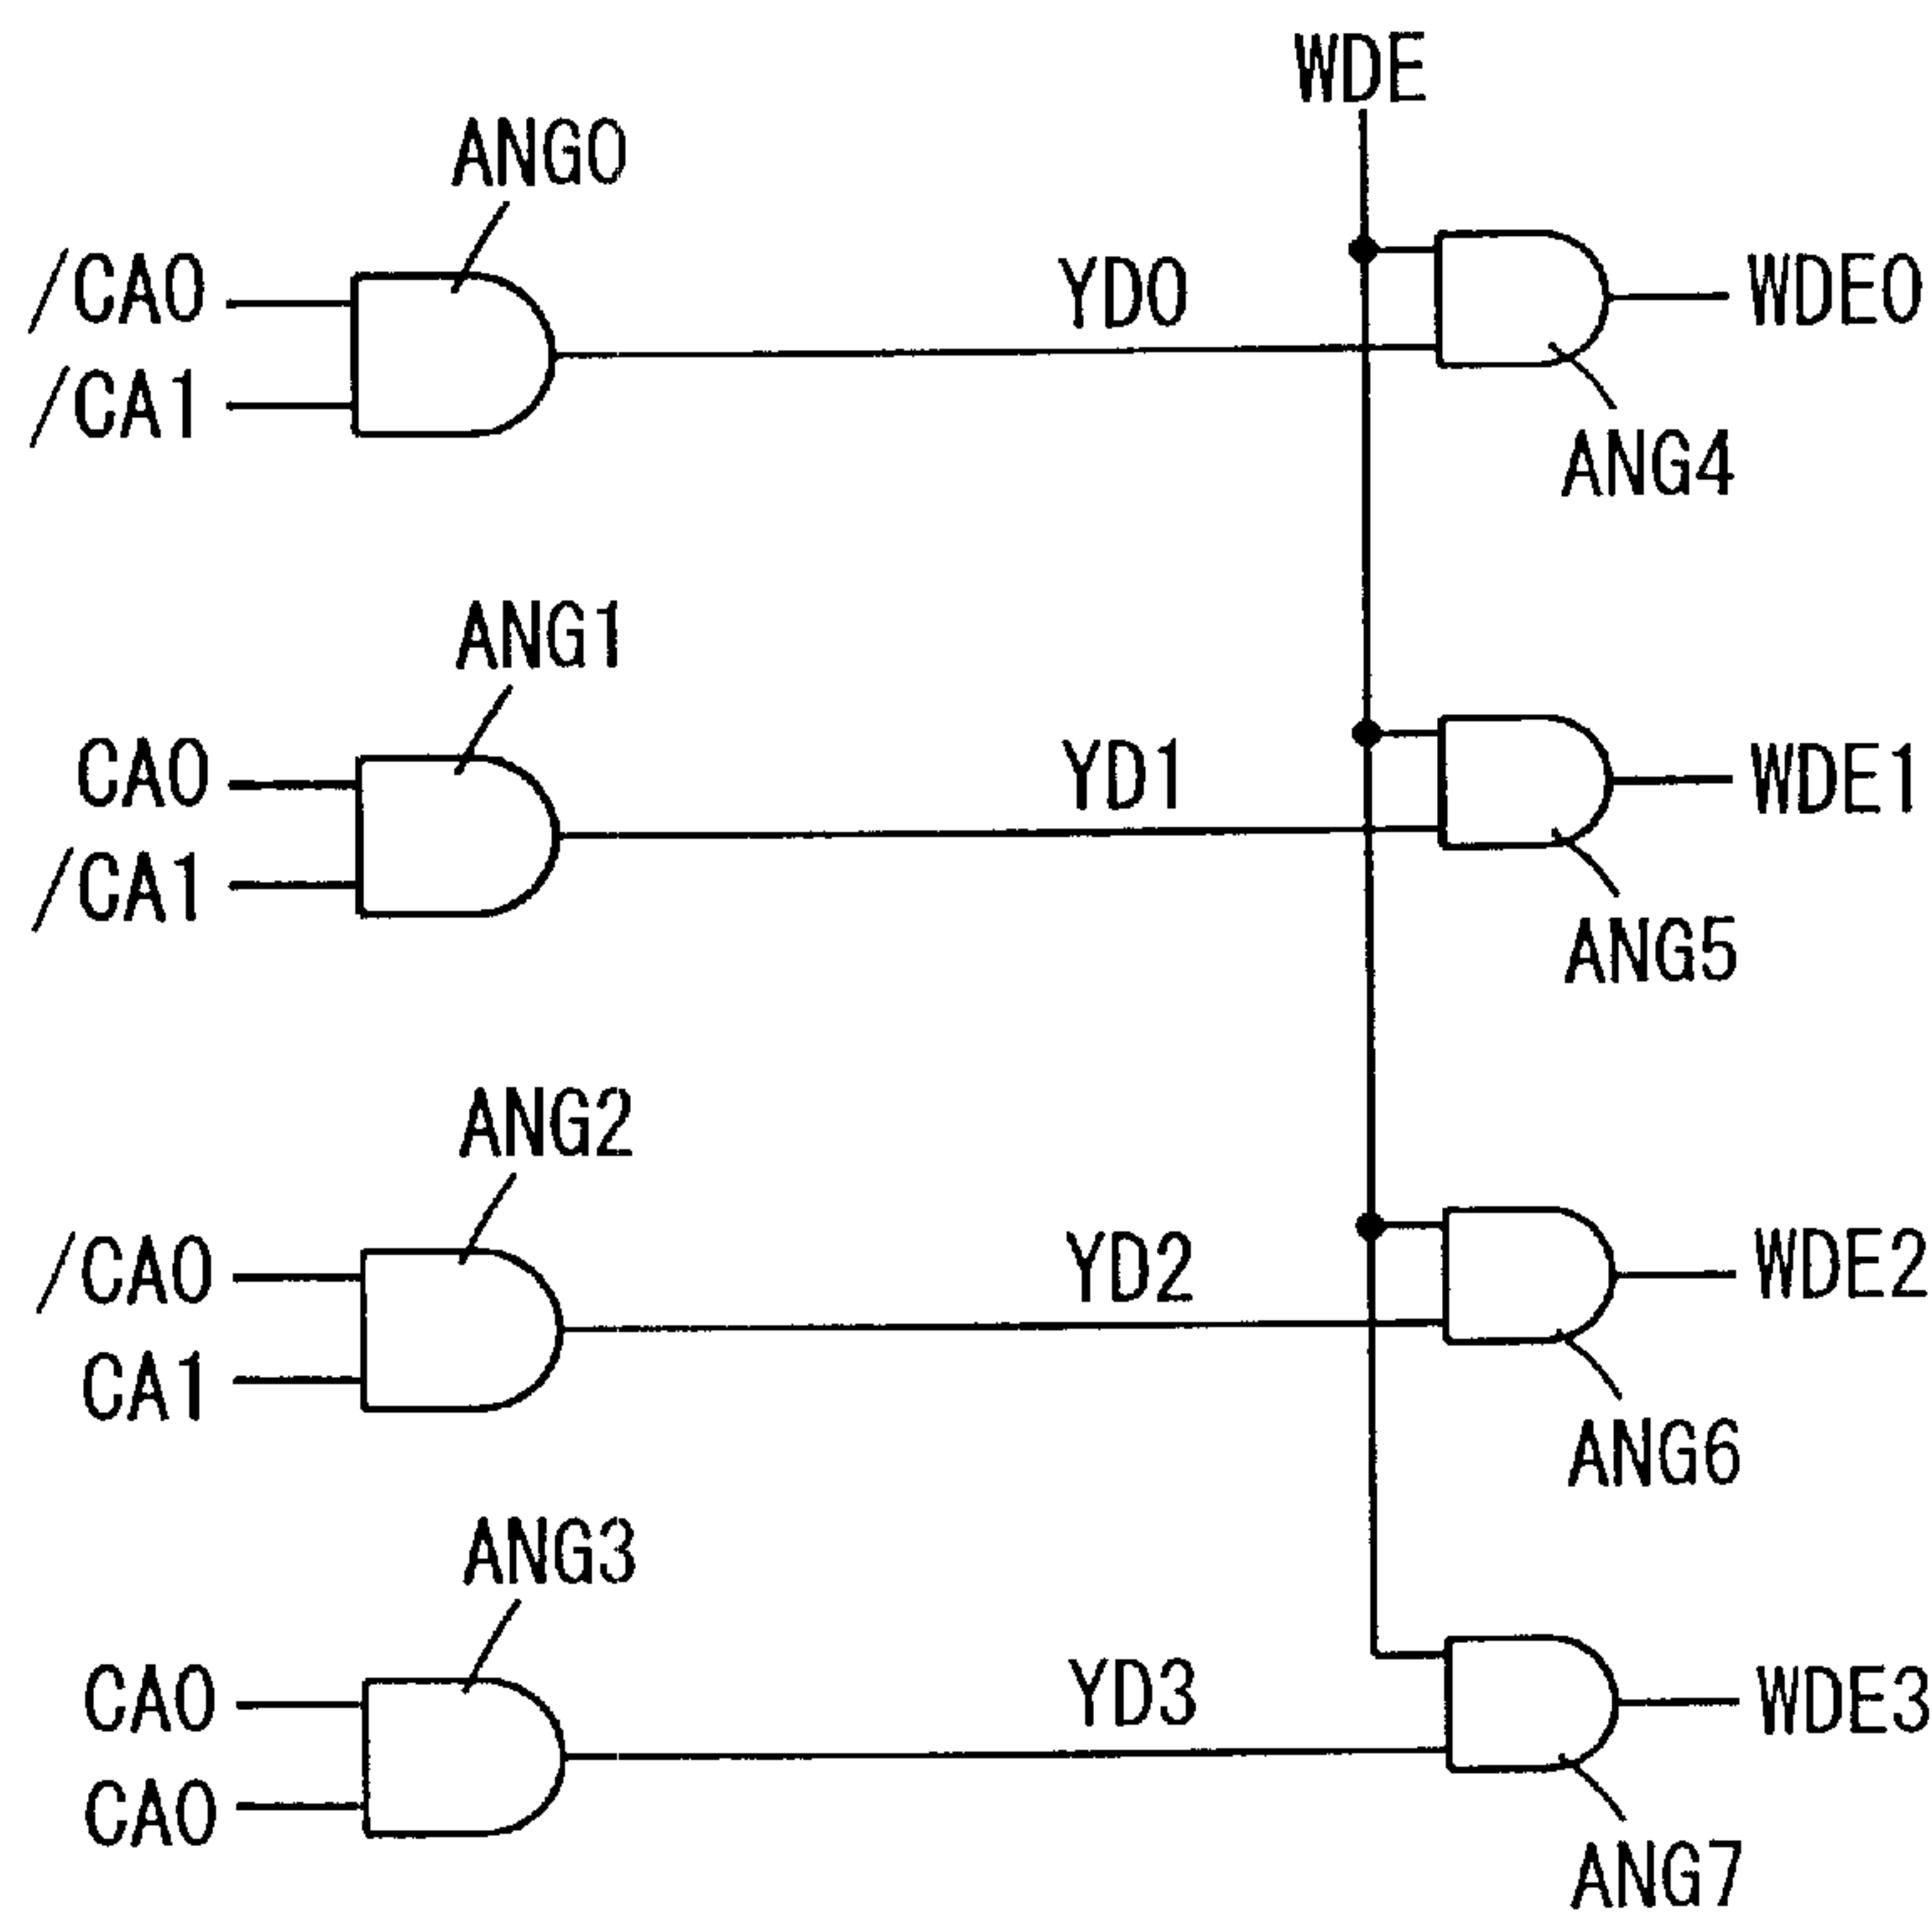 WDE
ANG0
/CA0
/CA1
YD0
WDE0
ANG4
ANG1
CA0
/CA1
YD1
WDE1
ANG5
ANG2
/CA0
CA1
YD2
WDE2
ANG6
ANG3
CA0
CA0
YD3
WDE3
ANG7